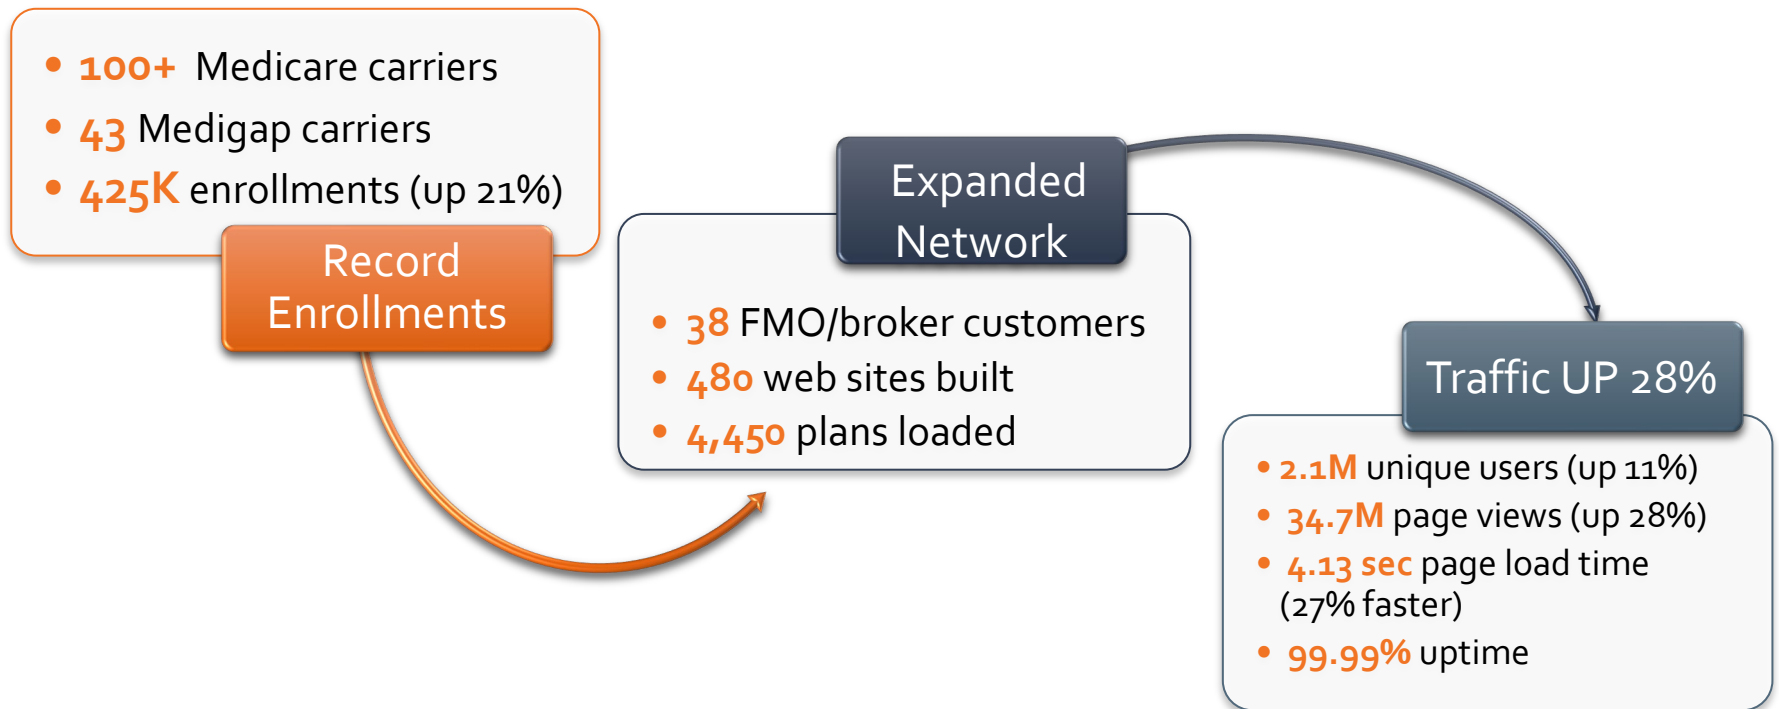 • 100+ Medicare carriers
• 43 Medigap carriers
• 425K enrollments (up 21%)
Record
Enrollments
Expanded
Network
• 38 FMO/broker customers
• 480 web sites built
• 4,450 plans loaded
Traffic UP 28%
• 2.1M unique users (up 11%)
• 34.7M page views (up 28%)
• 4.13 sec page load time
(27% faster)
• 99.99% uptime